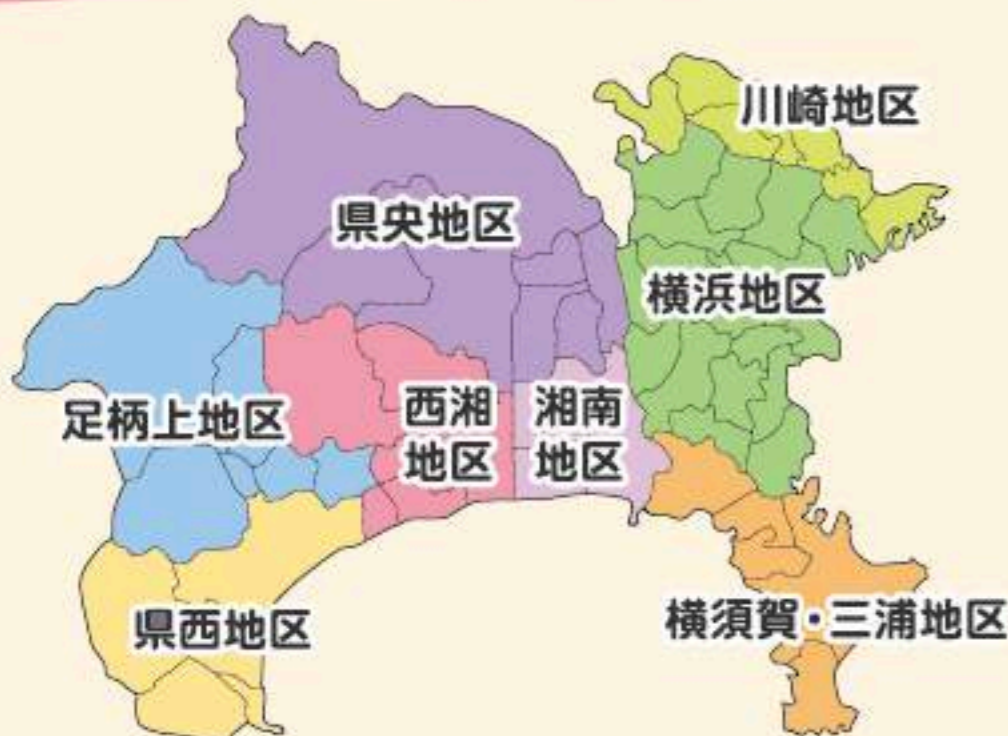 川崎地区
県央地区
横浜地区
足柄上地区
西湘
地区
湘南
地区
県西地区
横須賀・三浦地区